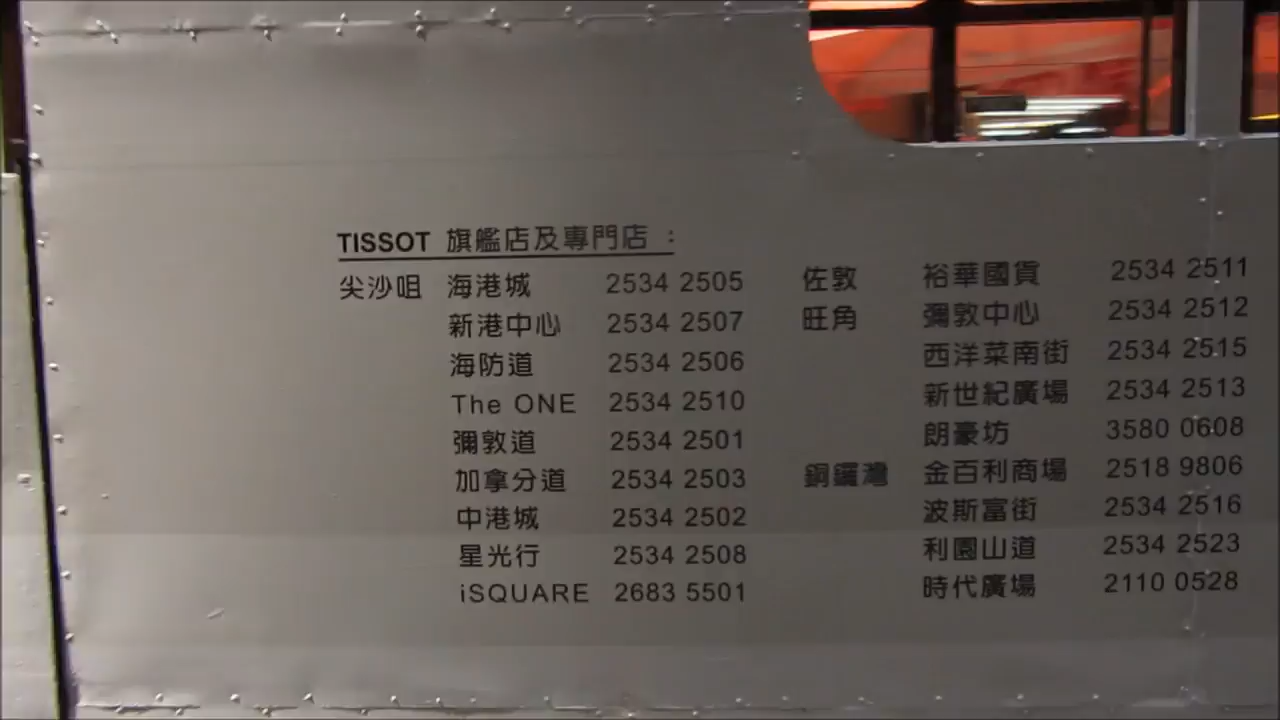 TISSOT 旗艦店及專門店 :
尖沙咀 海港城 2534 2505
新港中心 2534 2507
海防道 2534 2506
The ONE 2534 2510
彌敦道 2534 2501
加拿分道 2534 2503
中港城 2534 2502
星光行 2534 2508
iSQUARE 2683 5501
佐敦 裕華國貨 2534 2511
旺角 彌敦中心 2534 2512
西洋菜南街 2534 2515
新世紀廣場 2534 2513
朗豪坊 3580 0608
銅鑼灣 金百利商場 2518 9806
波斯富街 2534 2516
利園山道 2534 2523
時代廣場 2110 0528